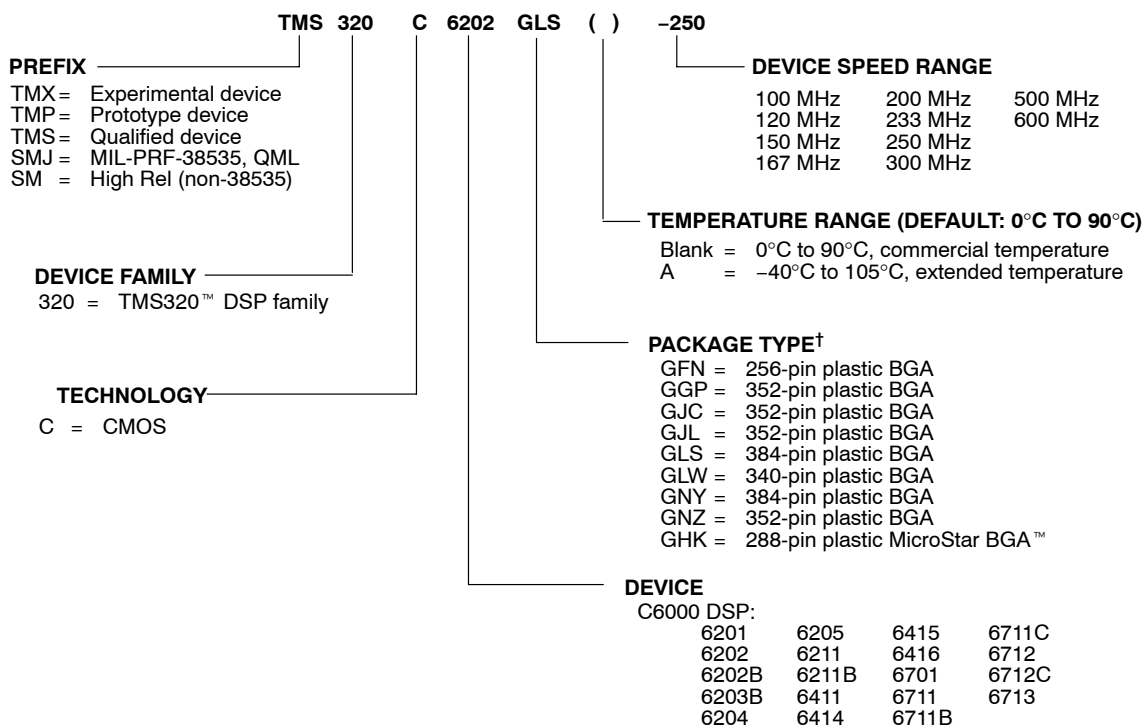 TMS 320 C 6202 GLS ( ) −250
PREFIX
TMX = Experimental device
TMP = Prototype device
TMS = Qualified device
SMJ = MIL-PRF-38535, QML
SM = High Rel (non-38535)
DEVICE SPEED RANGE
100 MHz 200 MHz 500 MHz
120 MHz 233 MHz 600 MHz
150 MHz 250 MHz
167 MHz 300 MHz
TEMPERATURE RANGE (DEFAULT: 0°C TO 90°C)
Blank = 0°C to 90°C, commercial temperature
A = −40°C to 105°C, extended temperature
DEVICE FAMILY
320 = TMS320™ DSP family
PACKAGE TYPE†
GFN = 256-pin plastic BGA
GGP = 352-pin plastic BGA
GJC = 352-pin plastic BGA
GJL = 352-pin plastic BGA
GLS = 384-pin plastic BGA
GLW = 340-pin plastic BGA
GNY = 384-pin plastic BGA
GNZ = 352-pin plastic BGA
GHK = 288-pin plastic MicroStar BGA™
TECHNOLOGY
C = CMOS
DEVICE
C6000 DSP:
6201 6205 6415 6711C
6202 6211 6416 6712
6202B 6211B 6701 6712C
6203B 6411 6711 6713
6204 6414 6711B